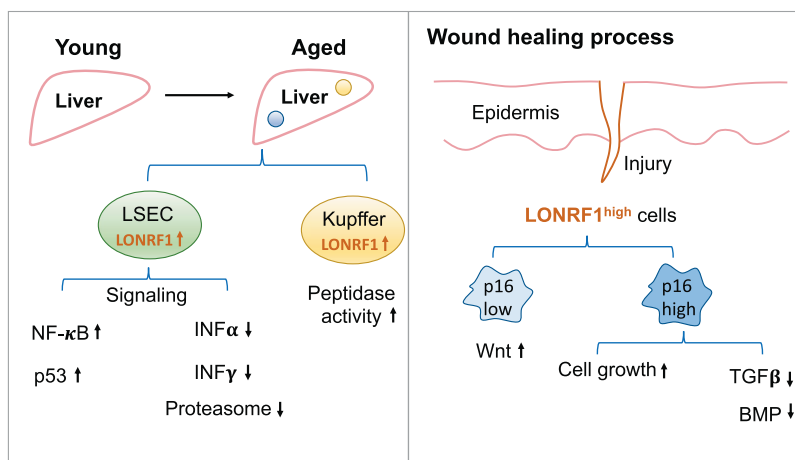 Young
Aged
Liver
Liver
LSEC
LONRF1 ↑
Kupffer
LONRF1 ↑
Signaling
NF-κB ↑
p53 ↑
INFα ↓
INFγ ↓
Proteasome ↓
Peptidase
activity ↑
Wound healing process
Epidermis
Injury
LONRF1high cells
p16
low
p16
high
Wnt ↑
Cell growth ↑
TGFβ ↓
BMP ↓